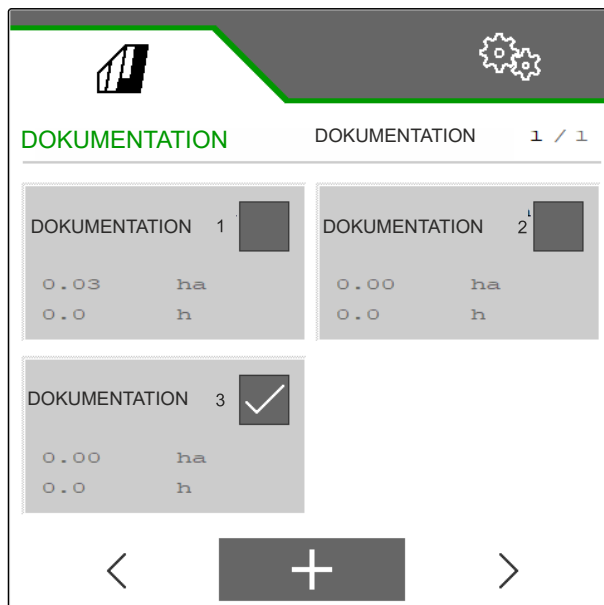 DOKUMENTATION DOKUMENTATION 1 / 1
DOKUMENTATION 1 DOKUMENTATION 2
0.03 ha 0.00 ha
0.0 h 0.0 h
DOKUMENTATION 3
0.00 ha
0.0 h